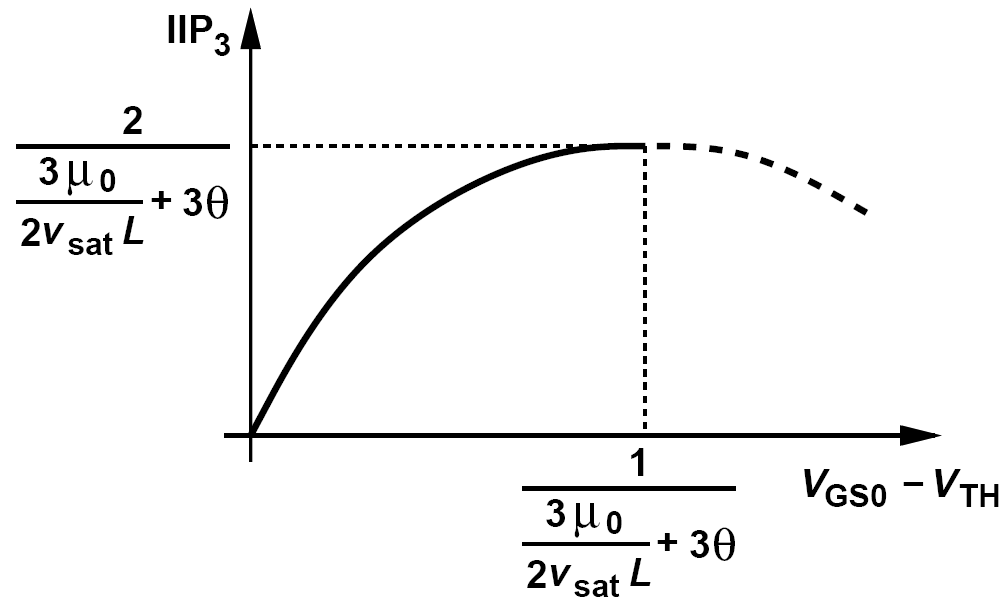 IIP3
2
3μ0
2vsat L
+ 3θ
1
3μ0
2vsat L
+ 3θ
VGS0 − VTH